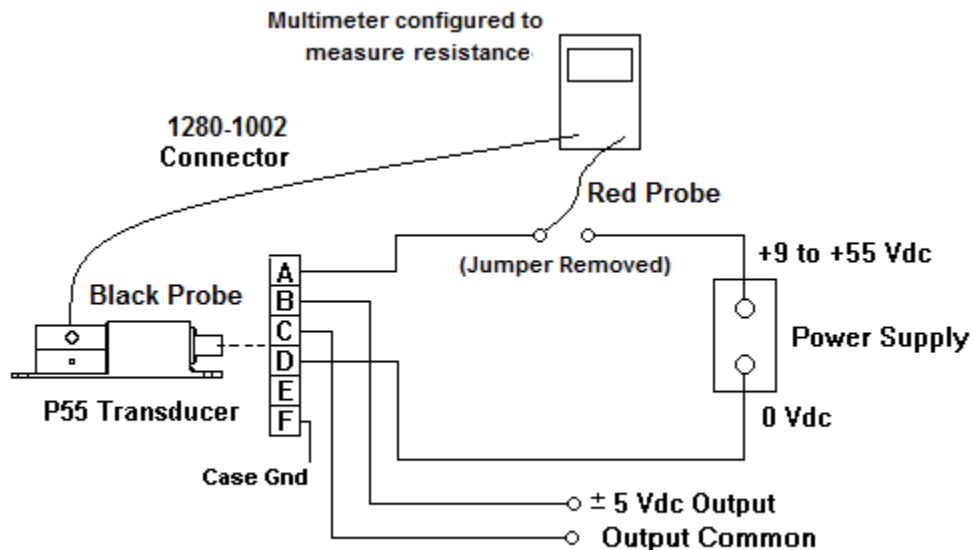 Multimeter configured to
measure resistance
1280-1002
Connector
Red Probe
(Jumper Removed)
+9 to +55 Vdc
Black Probe
A
B
C
D
E
F
Power Supply
P55 Transducer
0 Vdc
Case Gnd
± 5 Vdc Output
Output Common